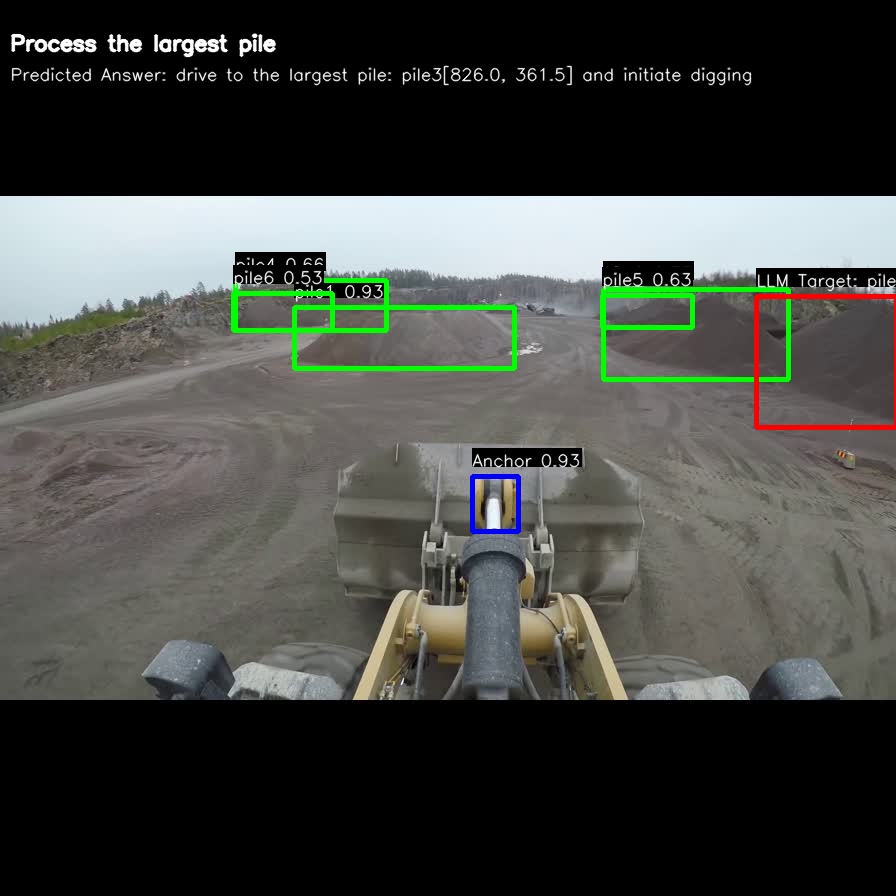 Process the largest pile
Predicted Answer: drive to the largest pile: pile3[826.0, 361.5] and initiate digging
pile4 0.66
pile6 0.53
pile1 0.93
pile5 0.63
LLM Target: pile
Anchor 0.93